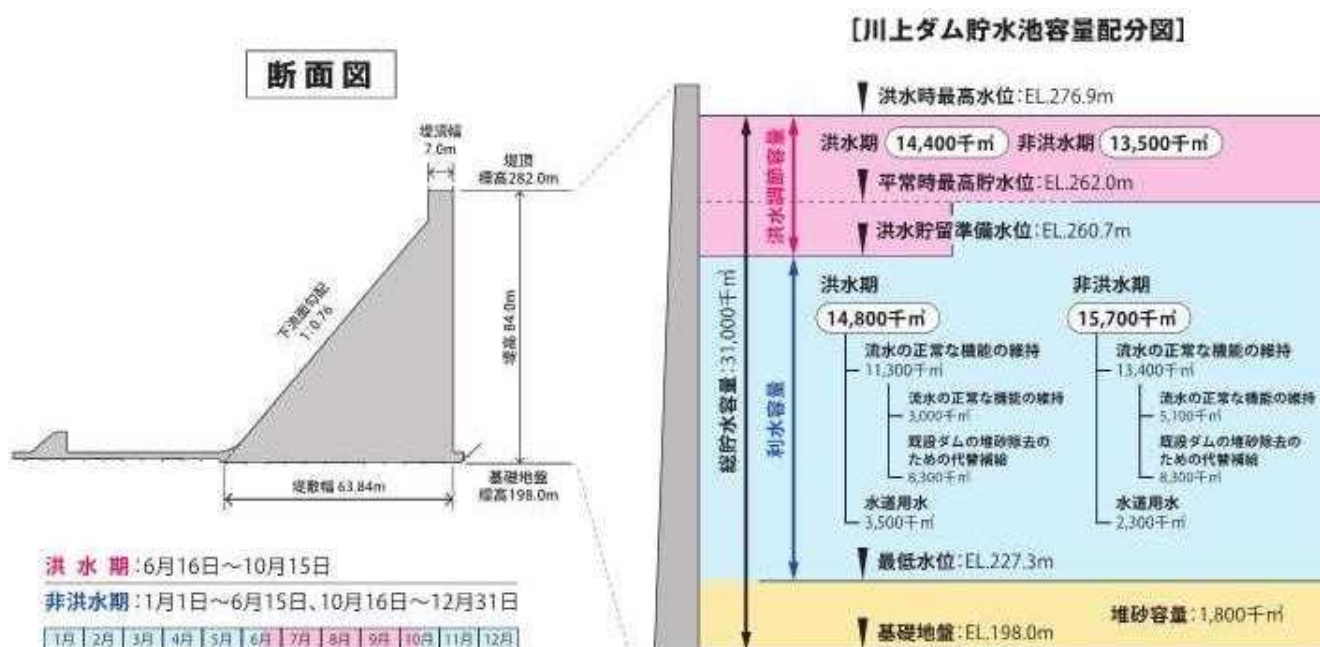 断面図
堤頂幅
7.0m
堤頂
標高282.0m
下流面勾配
1:0.76
堤高 84.0m
基礎地盤
標高198.0m
堤敷幅 63.84m
洪水期:6月16日~10月15日
非洪水期:1月1日~6月15日、10月16日~12月31日
1月 2月 3月 4月 5月 6月 7月 8月 9月 10月 11月 12月
[川上ダム貯水池容量配分図]
洪水時最高水位:EL.276.9m
洪水期 14,400千㎥ 非洪水期 13,500千㎥
平常時最高貯水位:EL.262.0m
洪水貯留準備水位:EL.260.7m
洪水調節容量
総貯水容量:31,000千㎥
利水容量
洪水期
14,800千㎥
流水の正常な機能の維持
11,300千㎥
流水の正常な機能の維持
3,000千㎥
既設ダムの堆砂除去の
ための代替補給
8,300千㎥
水道用水
3,500千㎥
非洪水期
15,700千㎥
流水の正常な機能の維持
13,400千㎥
流水の正常な機能の維持
5,100千㎥
既設ダムの堆砂除去の
ための代替補給
8,300千㎥
水道用水
2,300千㎥
最低水位:EL.227.3m
堆砂容量:1,800千㎥
基礎地盤:EL.198.0m